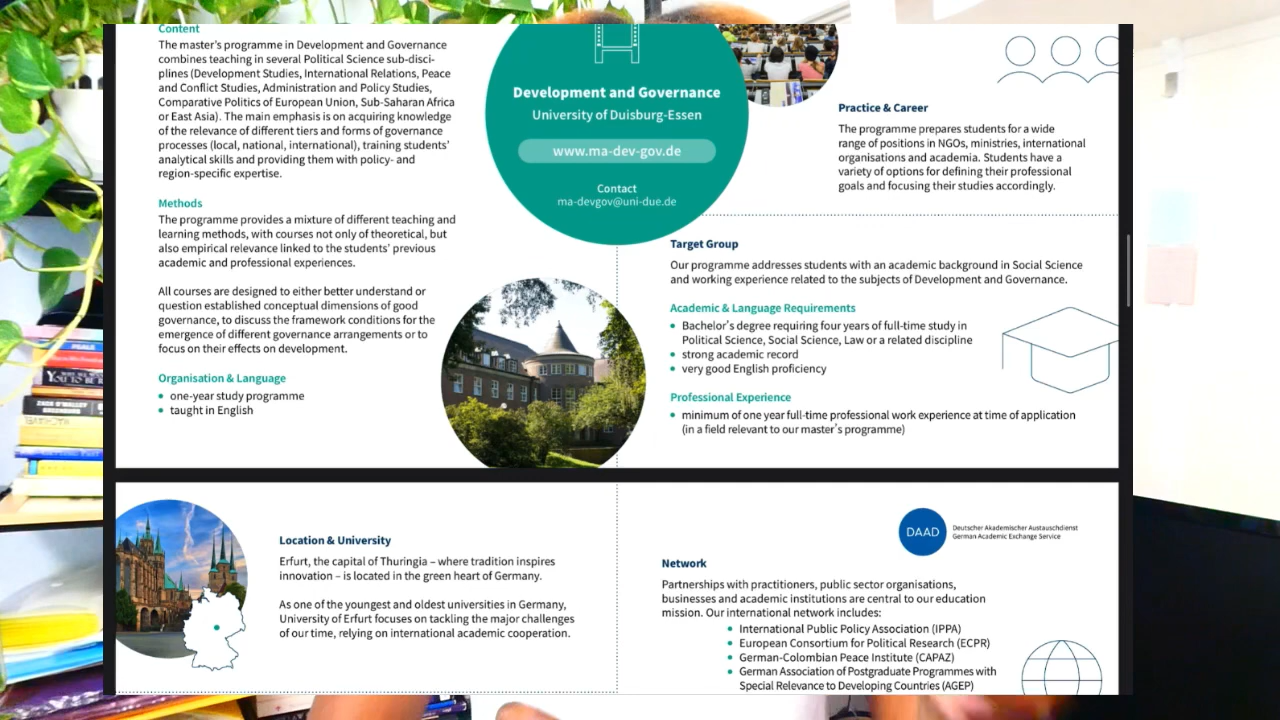 Content
The master's programme in Development and Governance
combines teaching in several Political Science sub-disci-
plines (Development Studies, International Relations, Peace
and Conflict Studies, Administration and Policy Studies,
Comparative Politics of European Union, Sub-Saharan Africa
or East Asia). The main emphasis is on acquiring knowledge
of the relevance of different tiers and forms of governance
processes (local, national, international), training students'
analytical skills and providing them with policy- and
region-specific expertise.
Methods
The programme provides a mixture of different teaching and
learning methods, with courses not only of theoretical, but
also empirical relevance linked to the students' previous
academic and professional experiences.
All courses are designed to either better understand or
question established conceptual dimensions of good
governance, to discuss the framework conditions for the
emergence of different governance arrangements or to
focus on their effects on development.
Organisation & Language
• one-year study programme
• taught in English
Development and Governance
University of Duisburg-Essen
www.ma-dev-gov.de
Contact
ma-devgov@uni-due.de
Practice & Career
The programme prepares students for a wide
range of positions in NGOs, ministries, international
organisations and academia. Students have a
variety of options for defining their professional
goals and focusing their studies accordingly.
Target Group
Our programme addresses students with an academic background in Social Science
and working experience related to the subjects of Development and Governance.
Academic & Language Requirements
• Bachelor's degree requiring four years of full-time study in
Political Science, Social Science, Law or a related discipline
• strong academic record
• very good English proficiency
Professional Experience
• minimum of one year full-time professional work experience at time of application
(in a field relevant to our master's programme)
Location & University
Erfurt, the capital of Thuringia – where tradition inspires
innovation – is located in the green heart of Germany.
As one of the youngest and oldest universities in Germany,
University of Erfurt focuses on tackling the major challenges
of our time, relying on international academic cooperation.
DAAD
Deutscher Akademischer Austauschdienst
German Academic Exchange Service
Network
Partnerships with practitioners, public sector organisations,
businesses and academic institutions are central to our education
mission. Our international network includes:
• International Public Policy Association (IPPA)
• European Consortium for Political Research (ECPR)
• German-Colombian Peace Institute (CAPAZ)
• German Association of Postgraduate Programmes with
Special Relevance to Developing Countries (AGEP)